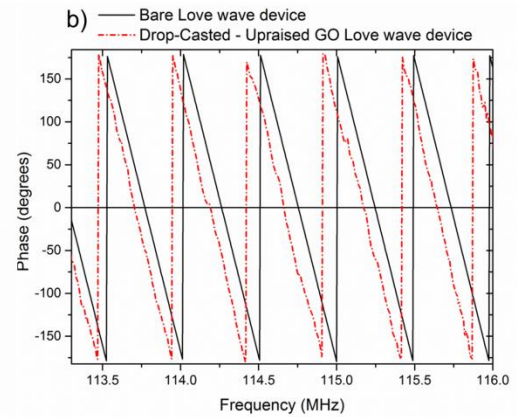 b)
Bare Love wave device
Drop-Casted - Upraised GO Love wave device
150
100
50
0
-50
-100
-150
Phase (degrees)
113.5 114.0 114.5 115.0 115.5 116.0
Frequency (MHz)